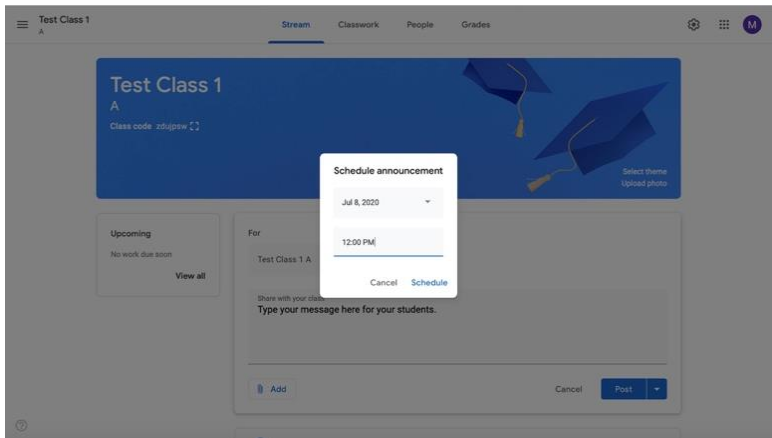 Test Class 1
A
Stream
Classwork
People
Grades
M
Test Class 1
A
Class code zdujpsw
Select theme
Upload photo
Schedule announcement
Jul 8, 2020
12:00 PM
Cancel
Schedule
Upcoming
No work due soon
View all
For
Test Class 1 A
Share with your class
Type your message here for your students.
Add
Cancel
Post